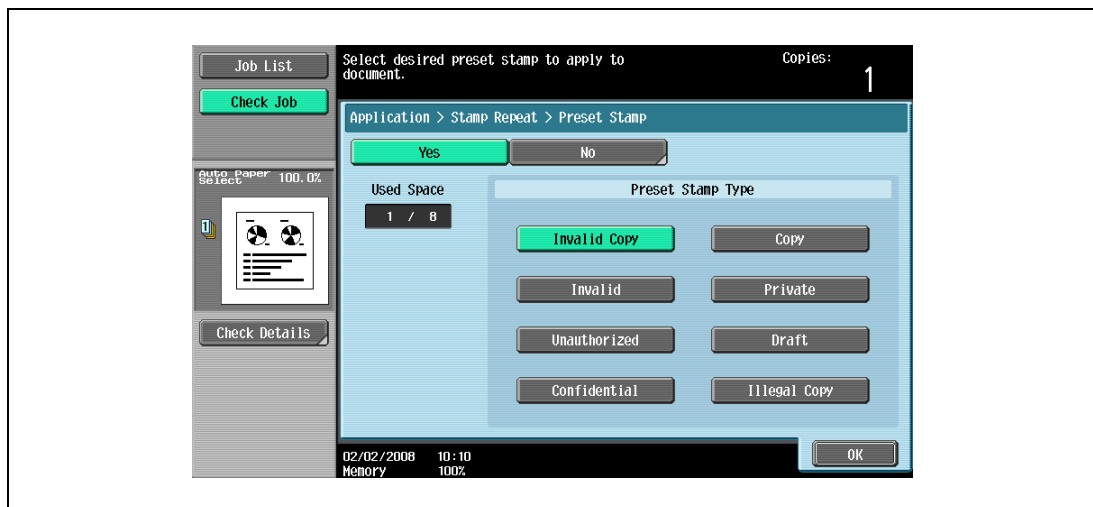 Job List
Check Job
Select desired preset stamp to apply to
document.
Copies:
1
Application > Stamp Repeat > Preset Stamp
Yes
No
Auto Paper
Select
100.0%
1
Used Space
1 / 8
Preset Stamp Type
Invalid Copy
Copy
Invalid
Private
Unauthorized
Draft
Confidential
Illegal Copy
Check Details
02/02/2008 10:10
Memory 100%
OK